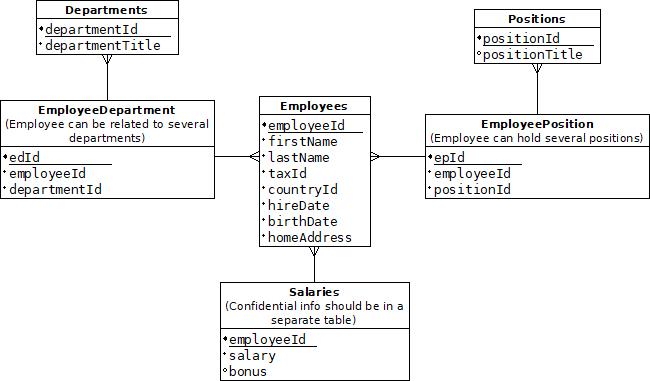 Departments
departmentId
departmentTitle
Positions
positionId
positionTitle
EmployeeDepartment
(Employee can be related to several
departments)
edId
employeeId
departmentId
Employees
employeeId
firstName
lastName
taxId
countryId
hireDate
birthDate
homeAddress
EmployeePosition
(Employee can hold several positions)
epId
employeeId
positionId
Salaries
(Confidential info should be in a
separate table)
employeeId
salary
bonus